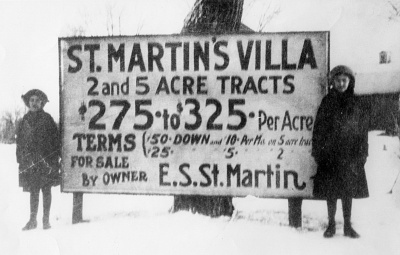 ST. MARTIN'S VILLA
2 and 5 ACRE TRACTS
$275 · to $325 · Per Acre
TERMS { $50 · DOWN and 10 · Per Mo. on 5 acre
$25 · 5 · 2
FOR SALE
BY OWNER E.S. St. Martin